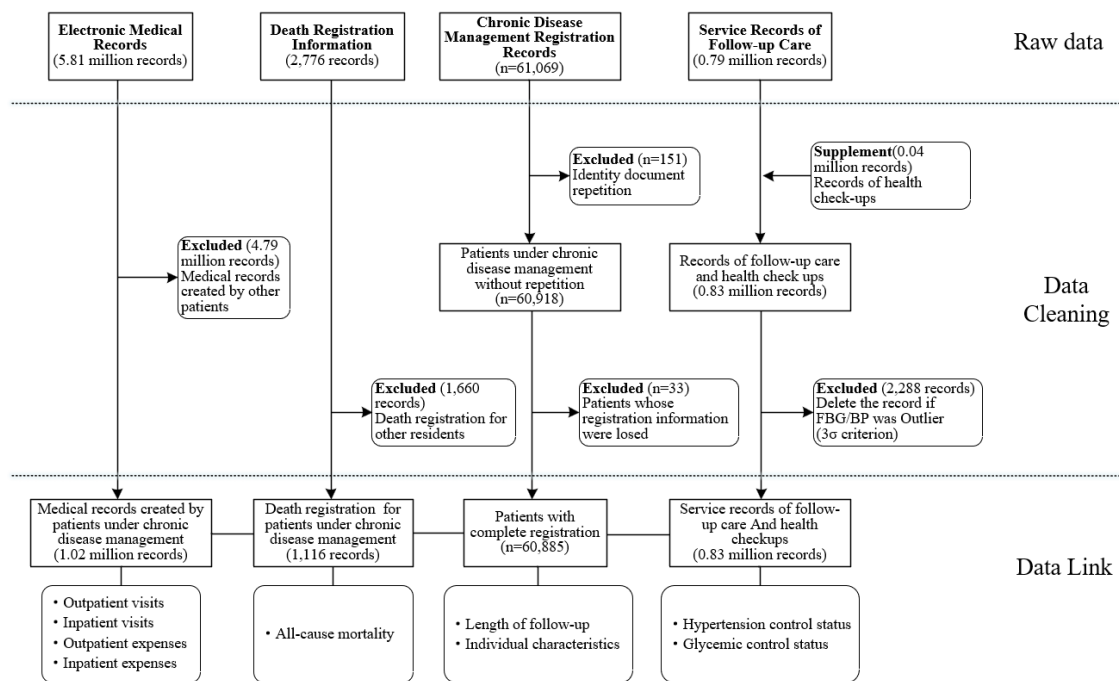 Electronic Medical
Records
(5.81 million records)
Death Registration
Information
(2,776 records)
Chronic Disease
Management Registration
Records
(n=61,069)
Service Records of
Follow-up Care
(0.79 million records)
Raw data
Excluded (n=151)
Identity document
repetition
Supplement(0.04
million records)
Records of health
check-ups
Excluded (4.79
million records)
Medical records
created by other
patients
Patients under chronic
disease management
without repetition
(n=60,918)
Records of follow-up care
and health check ups
(0.83 million records)
Data
Cleaning
Excluded (1,660
records)
Death registration for
other residents
Excluded (n=33)
Patients whose
registration information
were losed
Excluded (2,288 records)
Delete the record if
FBG/BP was Outlier
(3σ criterion)
Medical records created by
patients under chronic
disease management
(1.02 million records)
Death registration for
patients under chronic
disease management
(1,116 records)
Patients with
complete registration
(n=60,885)
Service records of follow-
up care And health
checkups
(0.83 million records)
Data Link
• Outpatient visits
• Inpatient visits
• Outpatient expenses
• Inpatient expenses
• All-cause mortality
• Length of follow-up
• Individual characteristics
• Hypertension control status
• Glycemic control status